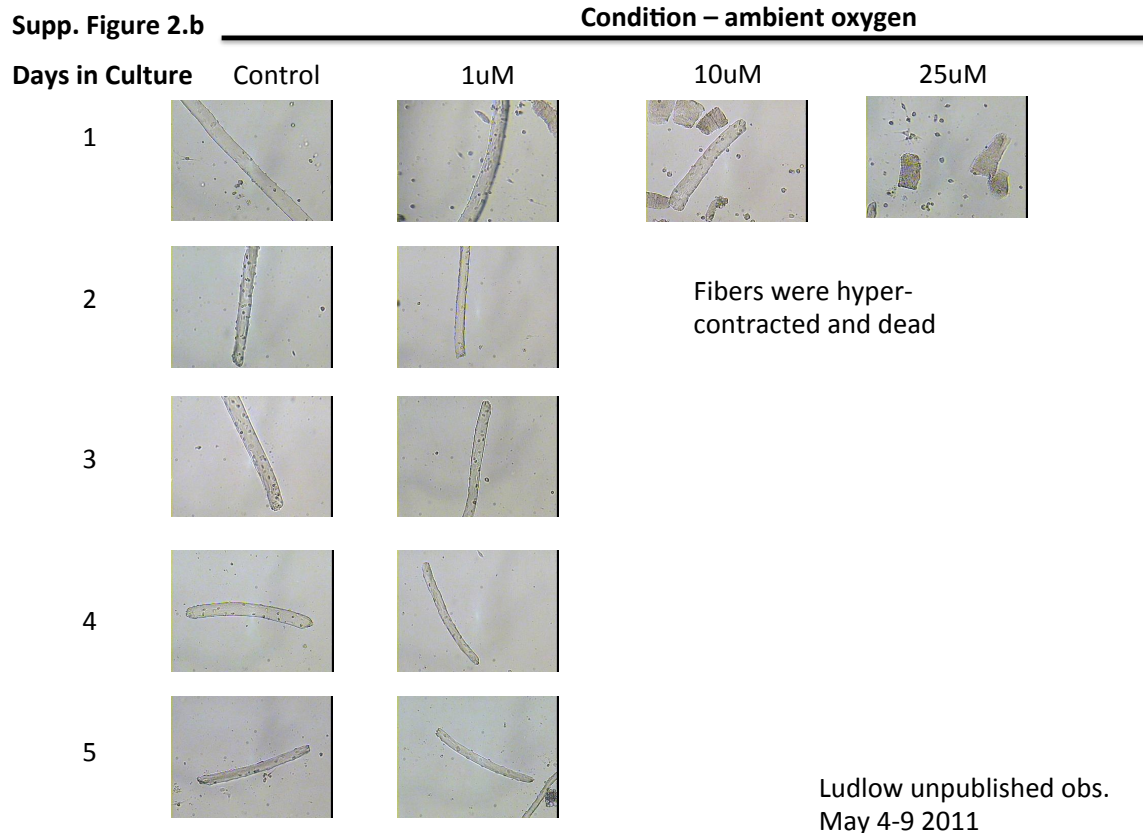 Supp. Figure 2.b
Condition – ambient oxygen
Days in Culture Control 1uM 10uM 25uM
1
2
Fibers were hyper-
contracted and dead
3
4
5
Ludlow unpublished obs.
May 4-9 2011